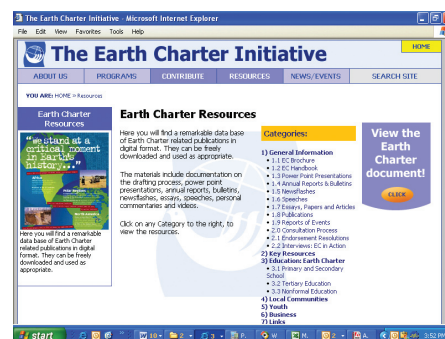 The Earth Charter Initiative - Microsoft Internet Explorer
File Edit View Favorites Tools Help
The Earth Charter Initiative
HOME
ABOUT US PROGRAMS CONTRIBUTE RESOURCES NEWS/EVENTS SEARCH SITE
YOU ARE: HOME » Resources
Earth Charter
Resources
"we stand at a
critical moment
in Earth's
history..."
Here you will find a remarkable
data base of Earth Charter
related publications in digital
format. They can be freely
downloaded and used as
appropriate.
Earth Charter Resources
Here you will find a remarkable data base
of Earth Charter related publications in
digital format. They can be freely
downloaded and used as appropriate.
The materials include documentation on
the drafting process, power point
presentations, annual reports, bulletins,
newsflashes, essays, speeches, personal
commentaries and videos.
Click on any Category to the right, to
view the resources.
Categories:
1) General Information
• 1.1 EC Brochure
• 1.2 EC Handbook
• 1.3 Power Point Presentations
• 1.4 Annual Reports & Bulletins
• 1.5 Newsflashes
• 1.6 Speeches
• 1.7 Essays, Papers and Articles
• 1.8 Publications
• 1.9 Reports of Events
• 2.0 Consultation Process
• 2.1 Endorsement Resolutions
• 2.2 Interviews: EC in Action
2) Key Resources
3) Education: Earth Charter
• 3.1 Primary and Secondary
School
• 3.2 Tertiary Education
• 3.3 Nonformal Education
4) Local Communities
5) Youth
6) Business
7) Links
View the
Earth
Charter
document!
CLICK
start
3:52 PM